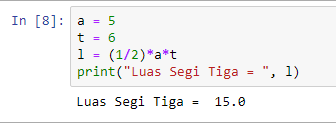 In [8]: a = 5
t = 6
l = (1/2)*a*t
print("Luas Segi Tiga = ", l)
Luas Segi Tiga =  15.0